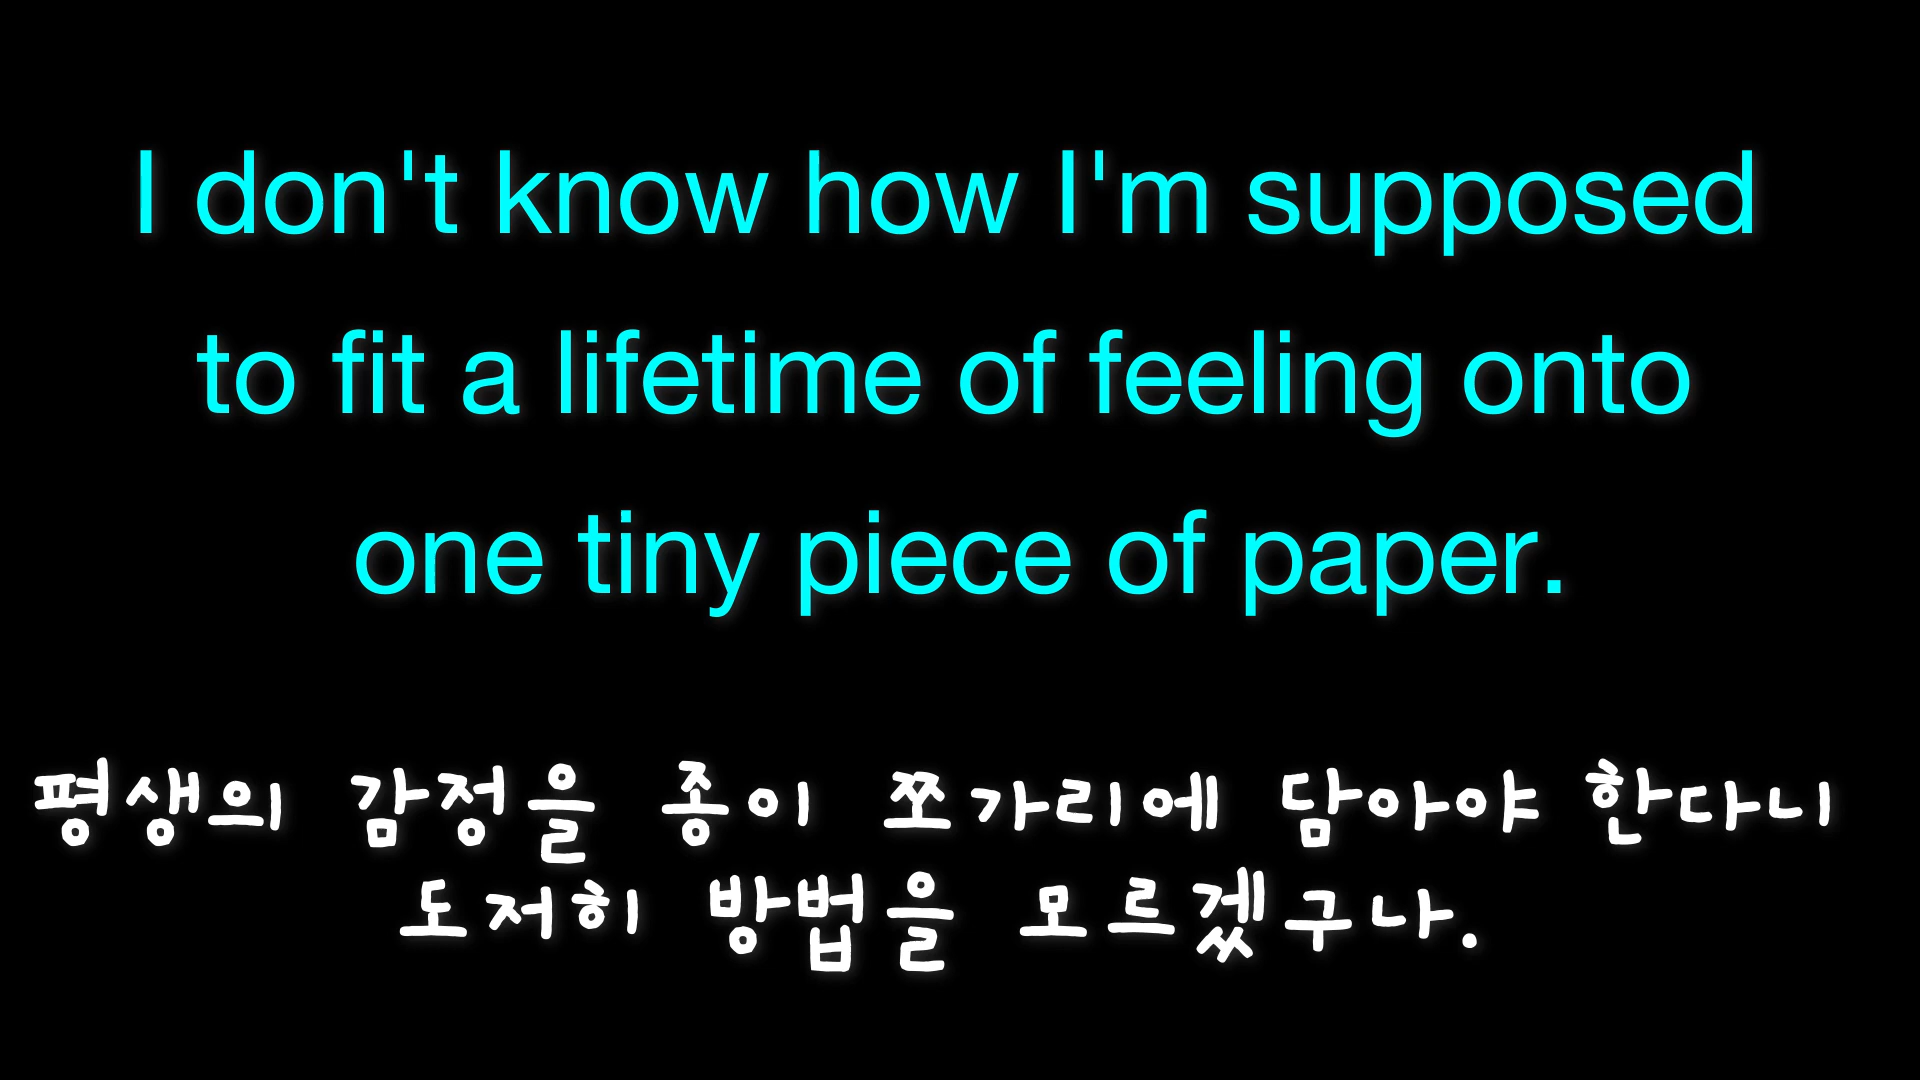 I don't know how I'm supposed
to fit a lifetime of feeling onto
one tiny piece of paper.
평생의 감정을 종이 쪼가리에 담아야 한다니
도저히 방법을 모르겠구나.